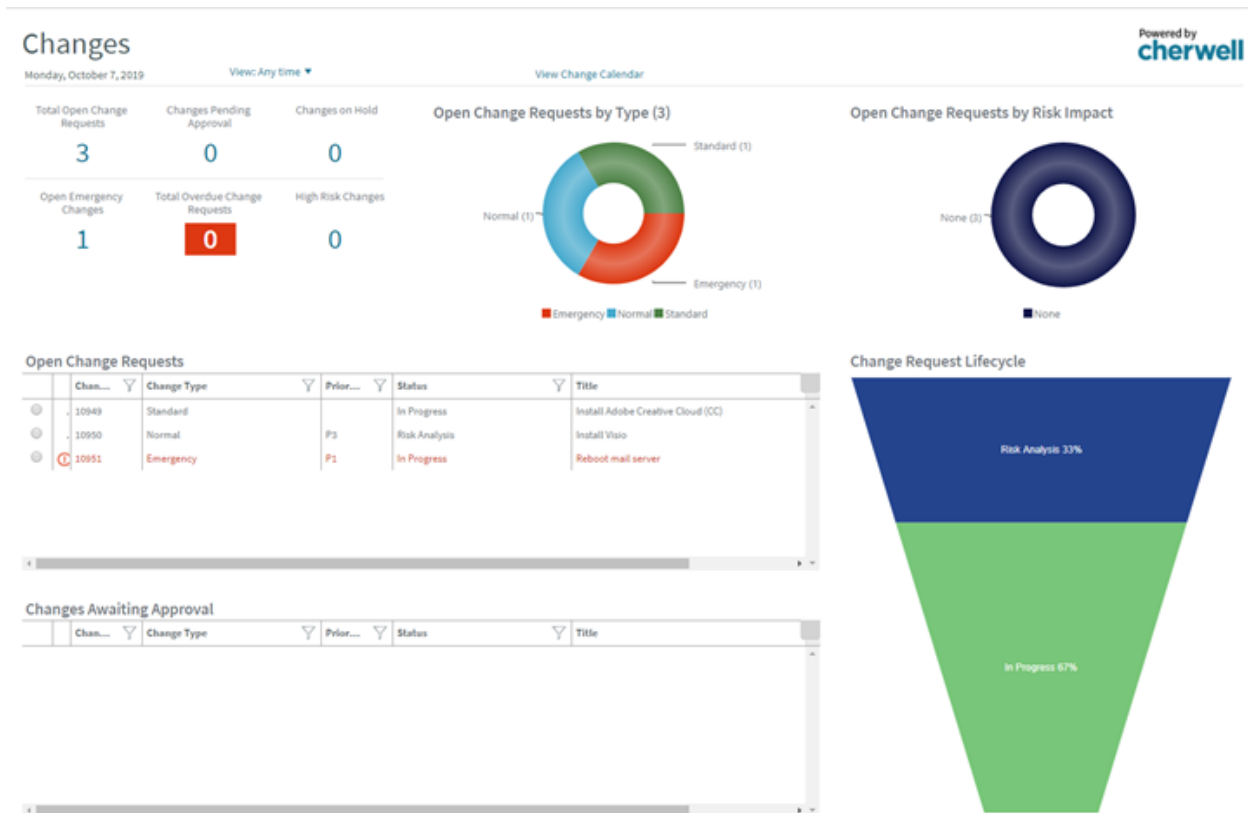 Changes
Powered by
cherwell
Monday, October 7, 2019
View: Any time
View Change Calendar
Total Open Change
Requests
3
Changes Pending
Approval
0
Changes on Hold
0
Open Emergency
Changes
1
Total Overdue Change
Requests
0
High Risk Changes
0
Open Change Requests by Type (3)
Standard (1)
Normal (1)
Emergency (1)
Emergency Normal Standard
Open Change Requests by Risk Impact
None (3)
None
Open Change Requests
Chan... Change Type Prior... Status Title
10949 Standard In Progress Install Adobe Creative Cloud (CC)
10950 Normal P3 Risk Analysis Install Visio
10951 Emergency P1 In Progress Reboot mail server
Changes Awaiting Approval
Chan... Change Type Prior... Status Title
Change Request Lifecycle
Risk Analysis 33%
In Progress 67%